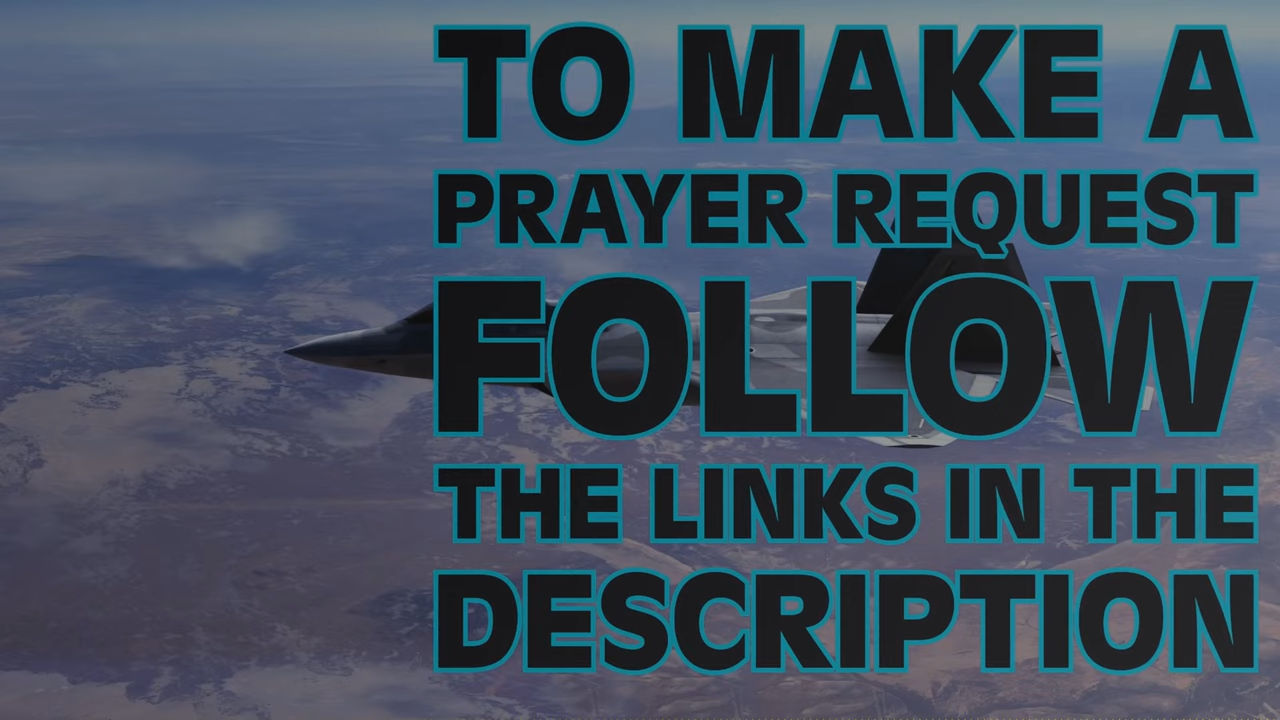 TO MAKE A
PRAYER REQUEST
FOLLOW
THE LINKS IN THE
DESCRIPTION